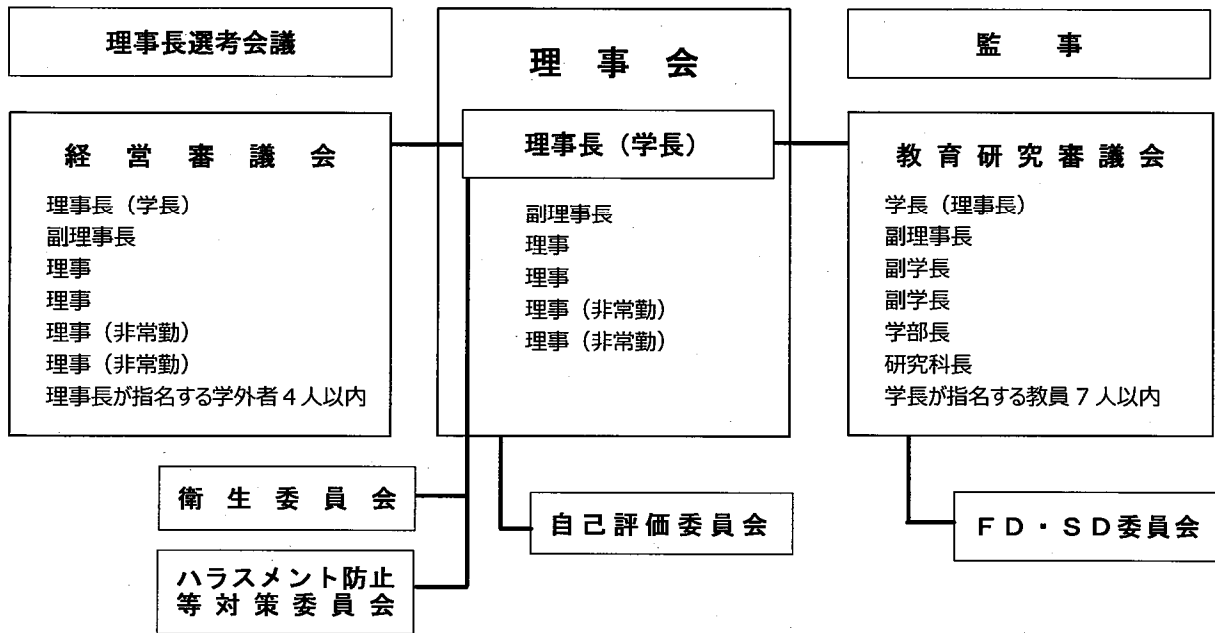 理事長選考会議
理事会
監事
経営審議会
理事長（学長）
副理事長
理事
理事
理事（非常勤）
理事（非常勤）
理事長が指名する学外者４人以内
理事長（学長）
副理事長
理事
理事
理事（非常勤）
理事（非常勤）
教育研究審議会
学長（理事長）
副理事長
副学長
副学長
学部長
研究科長
学長が指名する教員７人以内
衛生委員会
ハラスメント防止
等対策委員会
自己評価委員会
ＦＤ・ＳＤ委員会